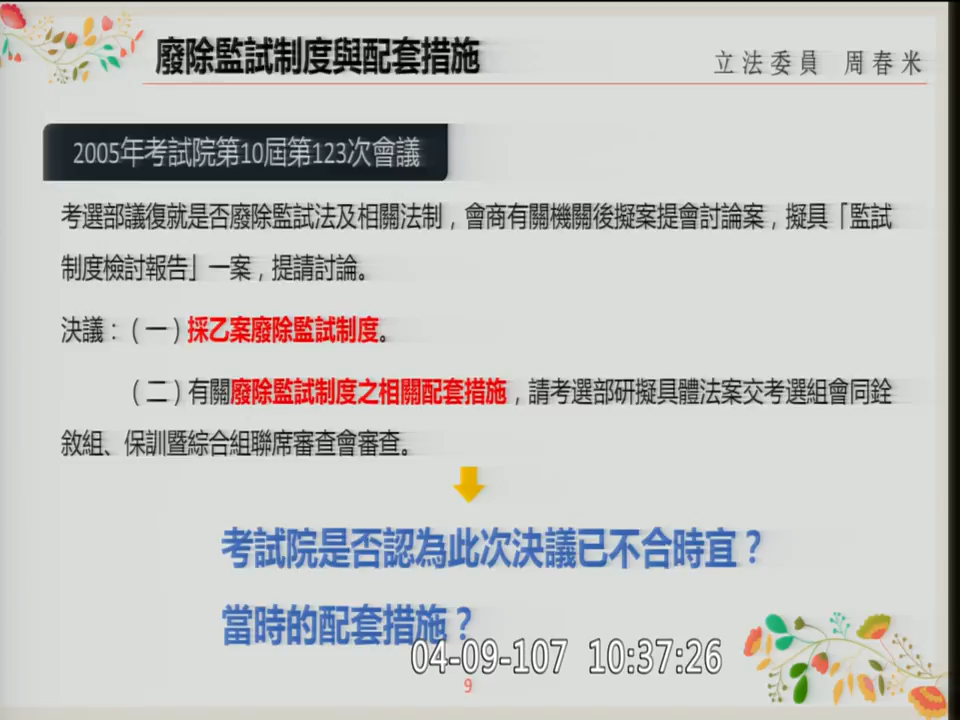 廢除監試制度與配套措施
立法委員 周春米
2005年考試院第10屆第123次會議
考選部議復就是否廢除監試法及相關法制，會商有關機關後擬案提會討論案，擬具「監試
制度檢討報告」一案，提請討論。
決議：（一）採乙案廢除監試制度。
（二）有關廢除監試制度之相關配套措施，請考選部研擬具體法案交考選組會同銓
敘組、保訓暨綜合組聯席審查會審查。
考試院是否認為此次決議已不合時宜？
當時的配套措施？
04-09-107 10:37:26
9